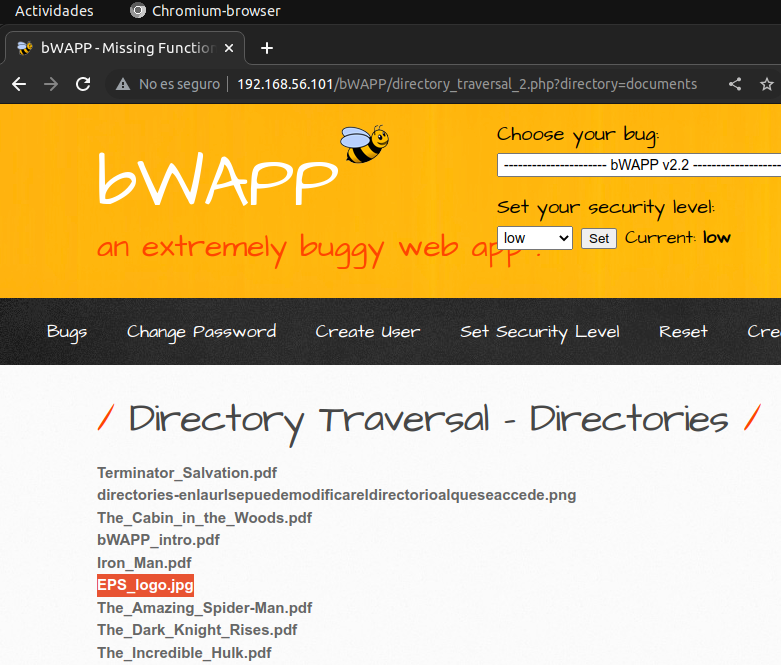 Actividades Chromium-browser
bWAPP - Missing Function
No es seguro 192.168.56.101/bWAPP/directory_traversal_2.php?directory=documents
Choose your bug:
---------------------- bWAPP v2.2 -------------------
bWAPP
an extremely buggy web app !
Set your security level:
low Set Current: low
Bugs Change Password Create User Set Security Level Reset Cre
/ Directory Traversal - Directories /
Terminator_Salvation.pdf
directories-enlaurlsepuedemodificareldirectorioalqueseaccede.png
The_Cabin_in_the_Woods.pdf
bWAPP_intro.pdf
Iron_Man.pdf
EPS_logo.jpg
The_Amazing_Spider-Man.pdf
The_Dark_Knight_Rises.pdf
The_Incredible_Hulk.pdf